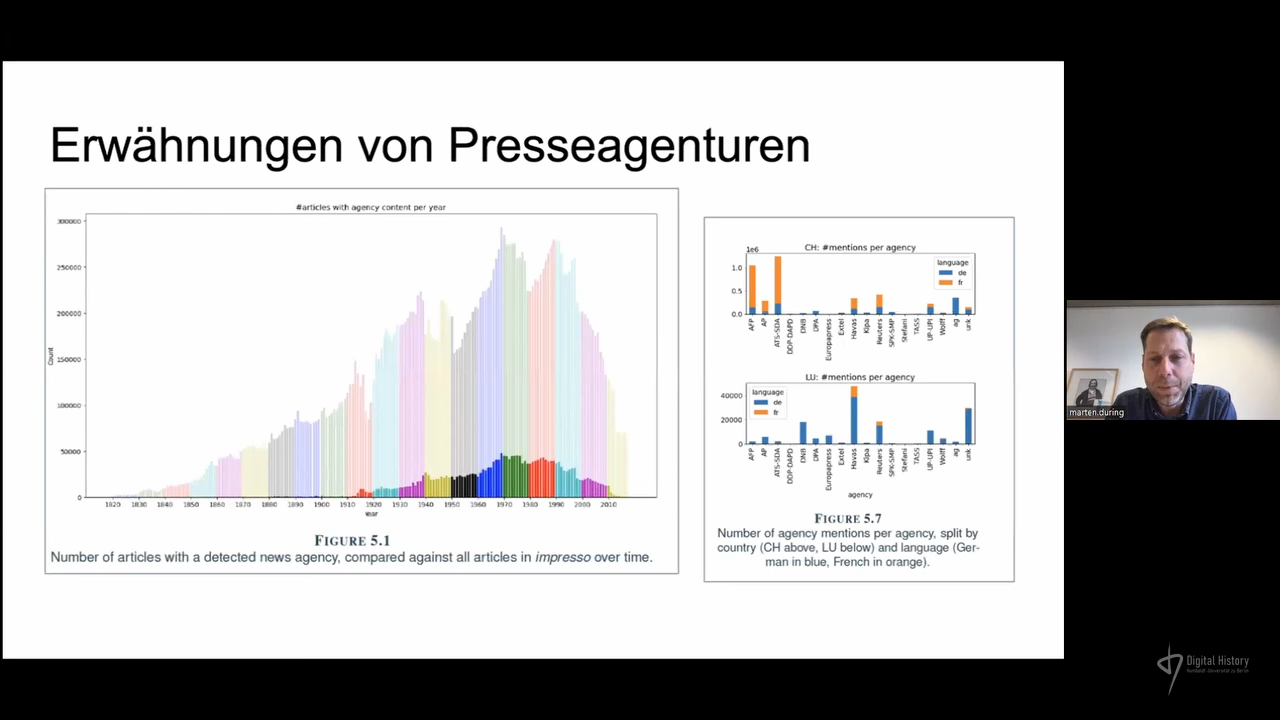 Erwähnungen von Presseagenturen
#articles with agency content per year
300000
250000
200000
150000
100000
50000
0
Count
1820 1830 1840 1850 1860 1870 1880 1890 1900 1910 1920 1930 1940 1950 1960 1970 1980 1990 2000 2010
year
FIGURE 5.1
Number of articles with a detected news agency, compared against all articles in impresso over time.
CH: #mentions per agency
1e6
1.0
0.5
0.0
language
de
fr
AFP AP ATS-SDA DDP-DAPD DNB DPA Europapress Extel Havas Kipa Reuters SPK-SMP Stefani TASS UP-UPI Wolff ag unk
LU: #mentions per agency
40000
20000
0
language
de
fr
AFP AP ATS-SDA DDP-DAPD DNB DPA Europapress Extel Havas Kipa Reuters SPK-SMP Stefani TASS UP-UPI Wolff ag unk
agency
FIGURE 5.7
Number of agency mentions per agency, split by
country (CH above, LU below) and language (Ger-
man in blue, French in orange).
marten.during
Digital History
Humboldt-Universität zu Berlin